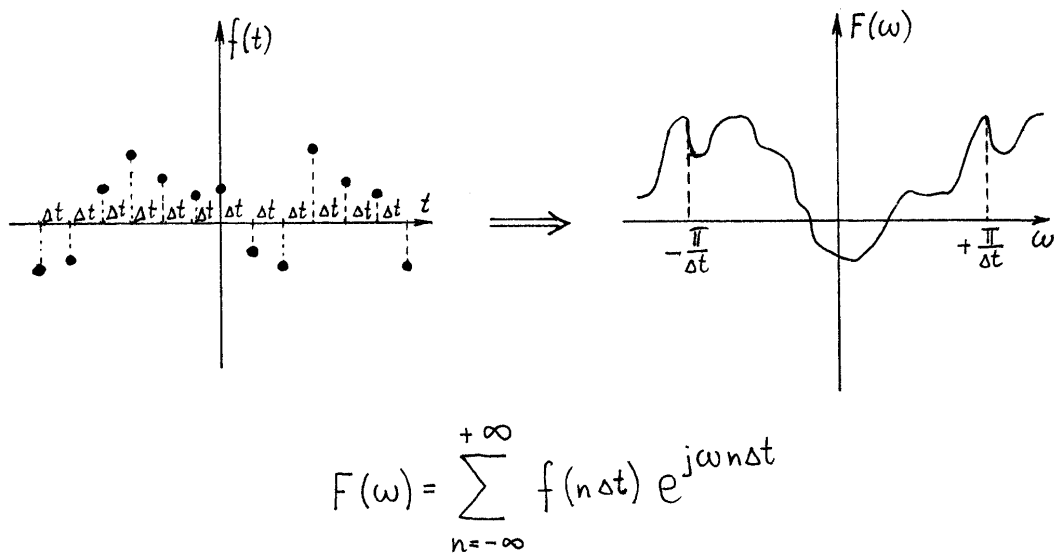 f(t)
Δt Δt Δt Δt Δt Δt Δt Δt Δt Δt Δt Δt t
F(ω)
-π/Δt +π/Δt ω
F(ω) = ∑_{n=-∞}^{+∞} f(nΔt) e^{jωnΔt}